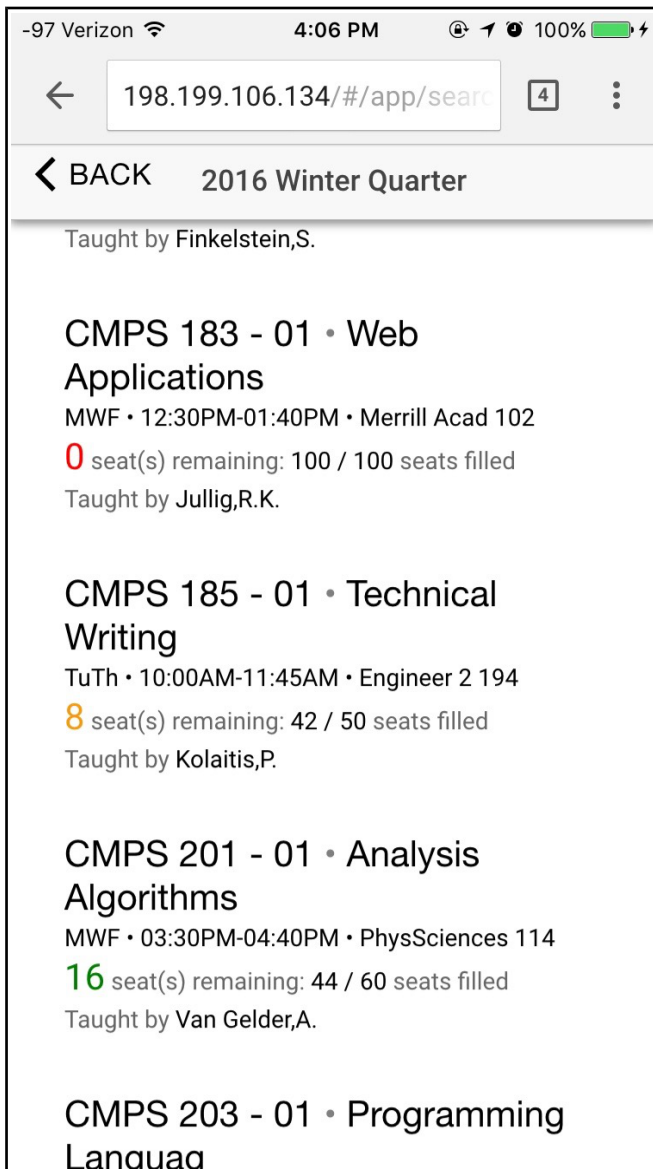 -97 Verizon 4:06 PM 100%
198.199.106.134/#/app/searc 4
BACK 2016 Winter Quarter
Taught by Finkelstein,S.
CMPS 183 - 01 • Web
Applications
MWF • 12:30PM-01:40PM • Merrill Acad 102
0 seat(s) remaining: 100 / 100 seats filled
Taught by Jullig,R.K.
CMPS 185 - 01 • Technical
Writing
TuTh • 10:00AM-11:45AM • Engineer 2 194
8 seat(s) remaining: 42 / 50 seats filled
Taught by Kolaitis,P.
CMPS 201 - 01 • Analysis
Algorithms
MWF • 03:30PM-04:40PM • PhysSciences 114
16 seat(s) remaining: 44 / 60 seats filled
Taught by Van Gelder,A.
CMPS 203 - 01 • Programming
Languag